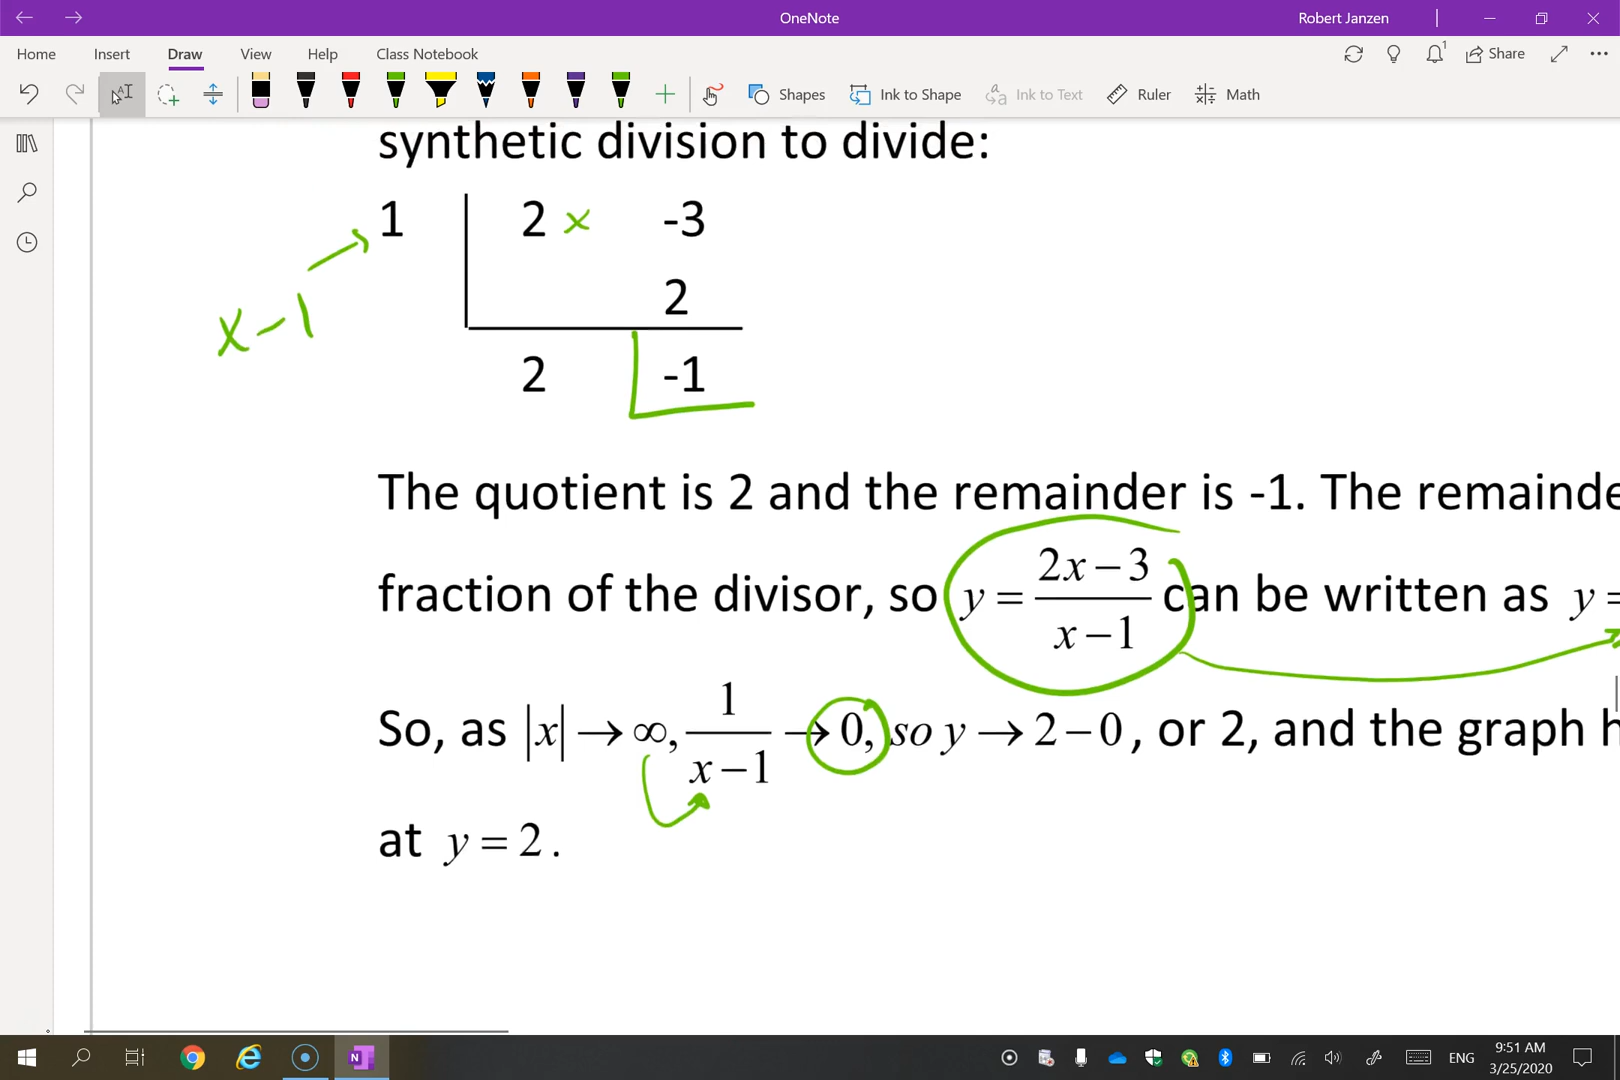 OneNote
Robert Janzen
Home Insert Draw View Help Class Notebook
1
Share
Shapes Ink to Shape Ink to Text Ruler Math
synthetic division to divide:
1 2 x -3
2
x-1
2 -1
The quotient is 2 and the remainder is -1. The remainde
fraction of the divisor, so y = (2x-3)/(x-1) can be written as y =
So, as |x| → ∞, 1/(x-1) → 0, so y → 2-0, or 2, and the graph h
at y = 2.
ENG
9:51 AM
3/25/2020